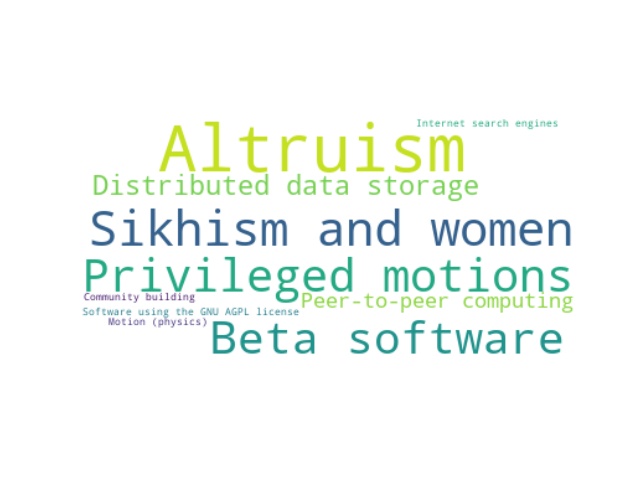 Internet search engines
Altruism
Distributed data storage
Sikhism and women
Privileged motions
Community building
Peer-to-peer computing
Software using the GNU AGPL license
Motion (physics)
Beta software